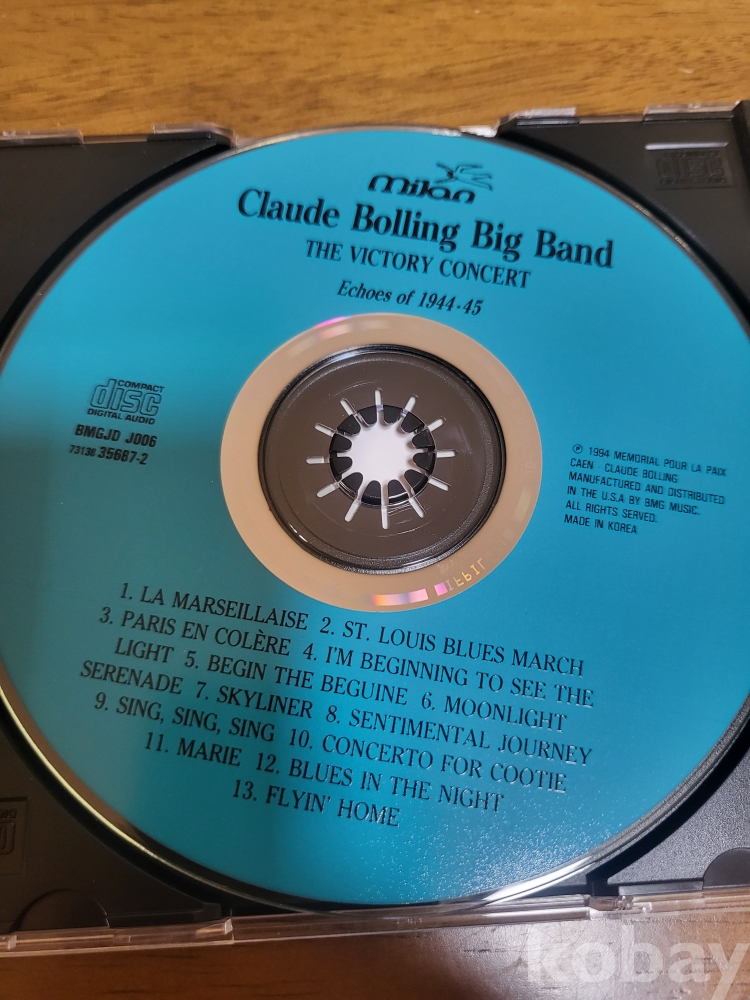 milan
Claude Bolling Big Band
THE VICTORY CONCERT
Echoes of 1944-45
COMPACT
disc
DIGITAL AUDIO
BMGJD J006
73138 35687-2
℗ 1994 MEMORIAL POUR LA PAIX
CAEN - CLAUDE BOLLING
MANUFACTURED AND DISTRIBUTED
IN THE U.S.A BY BMG MUSIC.
ALL RIGHTS SERVED.
MADE IN KOREA
1. LA MARSEILLAISE 2. ST. LOUIS BLUES MARCH
3. PARIS EN COLÈRE 4. I'M BEGINNING TO SEE THE
LIGHT 5. BEGIN THE BEGUINE 6. MOONLIGHT
SERENADE 7. SKYLINER 8. SENTIMENTAL JOURNEY
9. SING, SING, SING 10. CONCERTO FOR COOTIE
11. MARIE 12. BLUES IN THE NIGHT
13. FLYIN' HOME
kobay